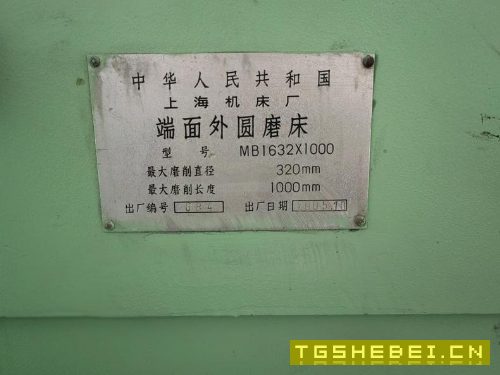 中华人民共和国
上海机床厂
端面外圆磨床
型 号 MB1632X1000
最大磨削直径 320mm
最大磨削长度 1000mm
出厂编号 出厂日期
TGSHEBEI.CN